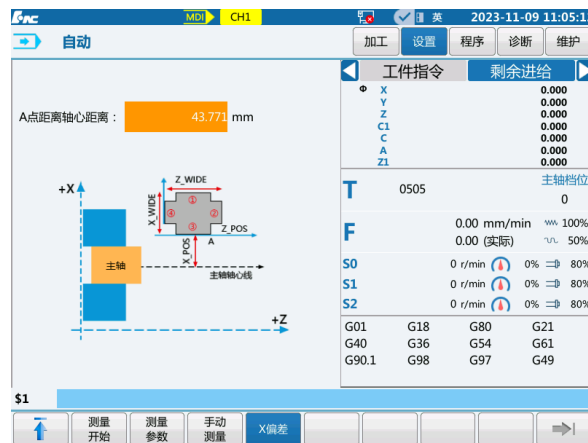 HNC MDI CH1 英 2023-11-09 11:05:1
自动 加工 设置 程序 诊断 维护
工件指令 剩余进给
A点距离轴心距离： 43.771 mm
Φ X 0.000
Y 0.000
Z 0.000
C1 0.000
C 0.000
A 0.000
Z1 0.000
T 0505 主轴档位
0
F 0.00 mm/min 100%
0.00 (实际) 50%
S0 0 r/min 0% 80%
S1 0 r/min 0% 80%
S2 0 r/min 0% 80%
G01 G18 G80 G21
G40 G36 G54 G61
G90.1 G98 G97 G49
+X
Z_WIDE
X_WIDE
①
④ ②
③
Z_POS
A
X_POS
主轴
主轴轴心线
+Z
$1
测量开始 测量参数 手动测量 X偏差